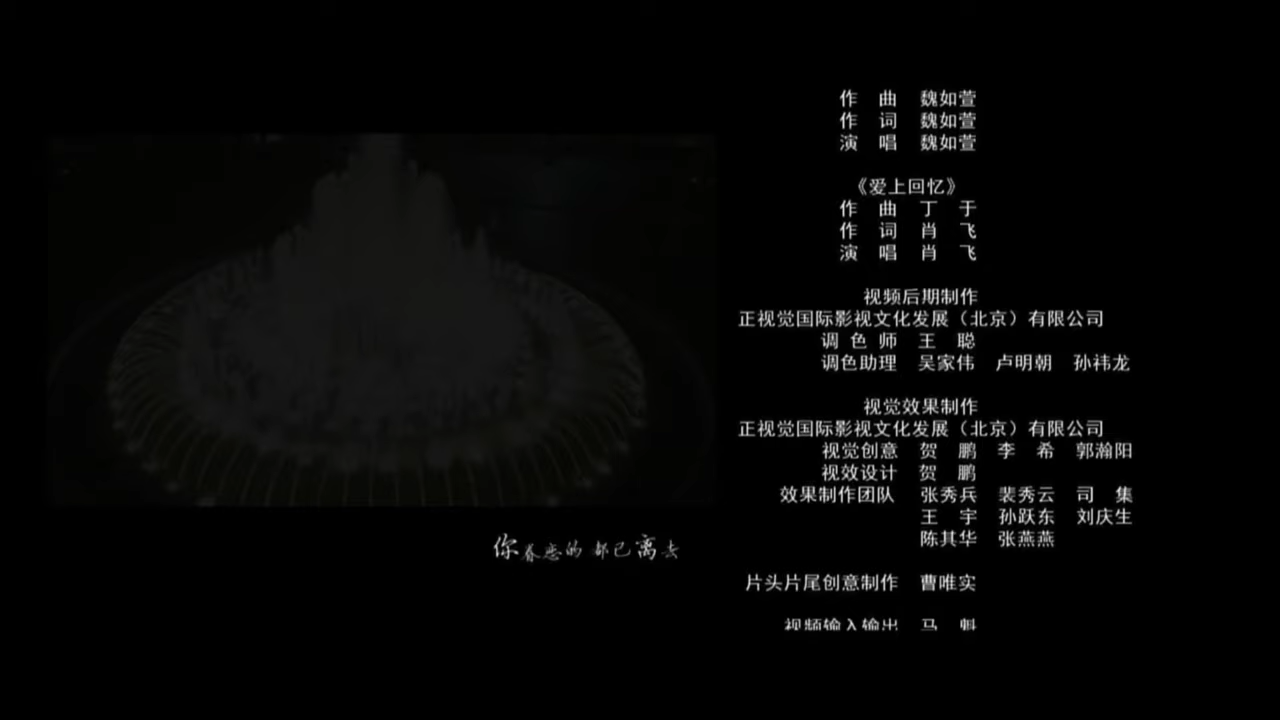 作 曲 魏如萱
作 词 魏如萱
演 唱 魏如萱
《爱上回忆》
作 曲 丁 于
作 词 肖 飞
演 唱 肖 飞
视频后期制作
正视觉国际影视文化发展（北京）有限公司
调 色 师 王 聪
调色助理 吴家伟 卢明朝 孙祎龙
视觉效果制作
正视觉国际影视文化发展（北京）有限公司
视觉创意 贺 鹏 李 希 郭瀚阳
视效设计 贺 鹏
效果制作团队 张秀兵 裴秀云 司 集
王 宇 孙跃东 刘庆生
陈其华 张燕燕
片头片尾创意制作 曹唯实
视频输入输出 马 魁
你眷恋的 都已离去